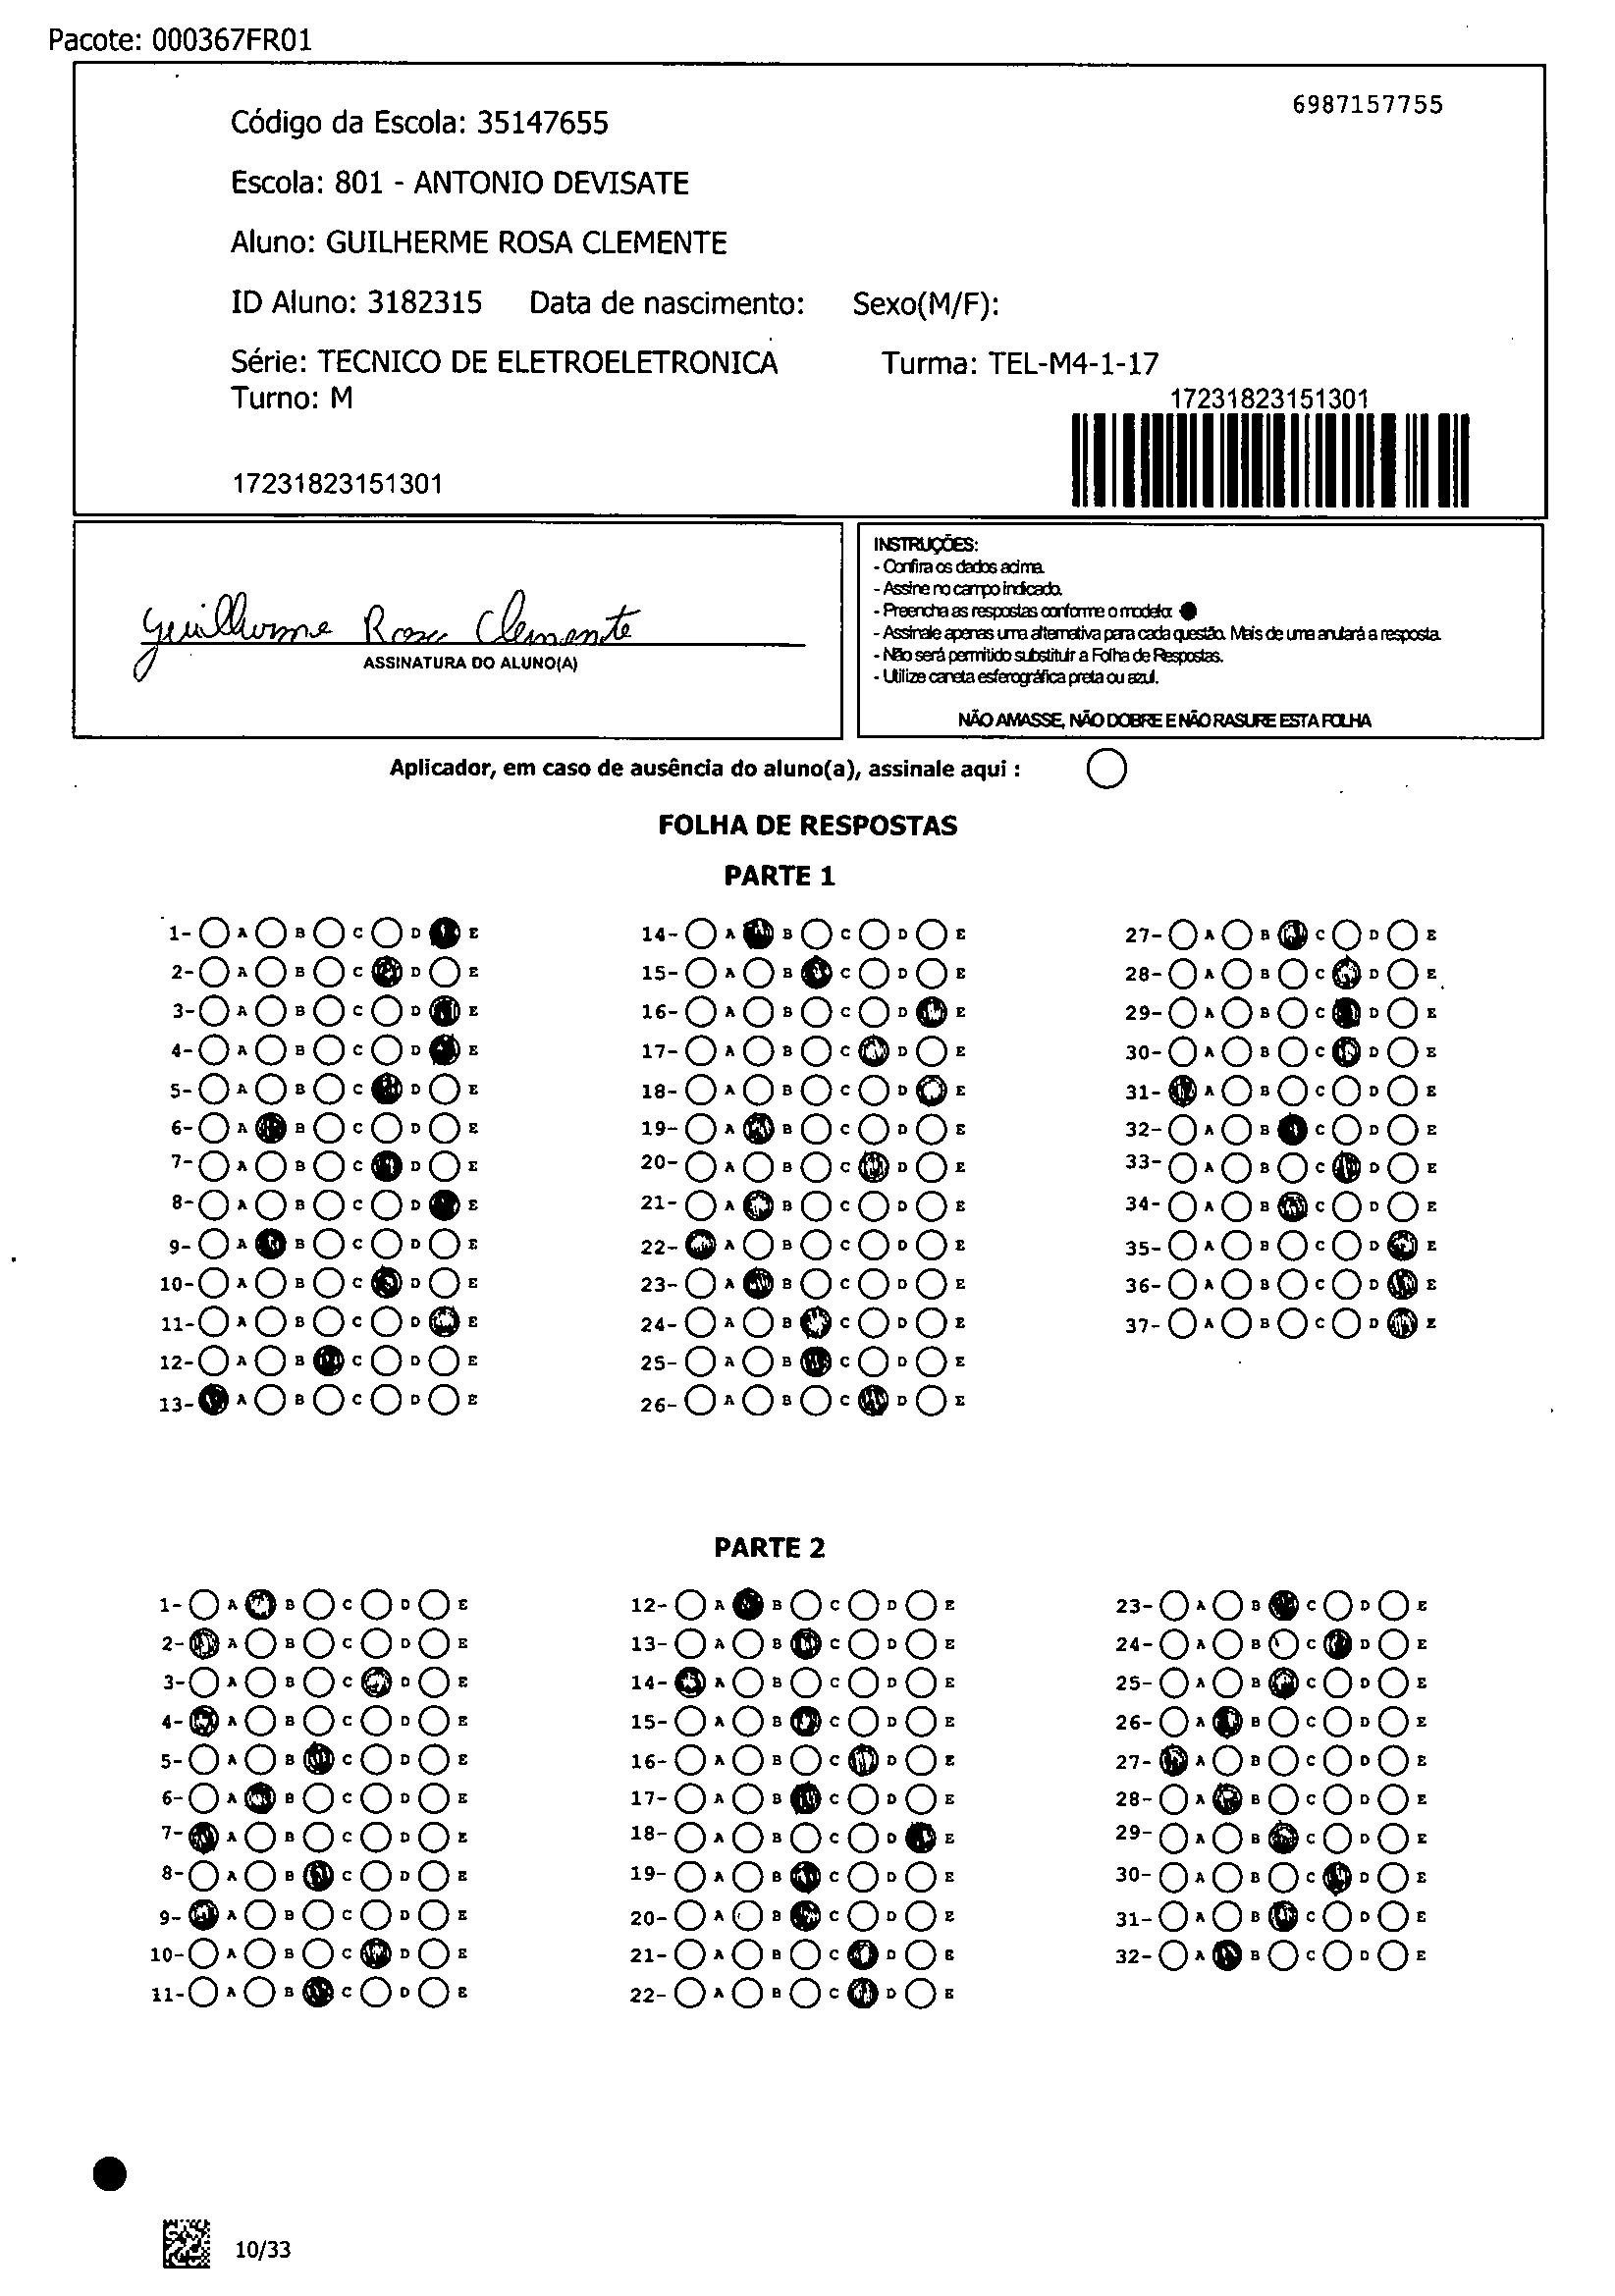 Pacote: 000367FR01
6987157755
Código da Escola: 35147655
Escola: 801 - ANTONIO DEVISATE
Aluno: GUILHERME ROSA CLEMENTE
ID Aluno: 3182315 Data de nascimento: Sexo(M/F):
Série: TECNICO DE ELETROELETRONICA Turma: TEL-M4-1-17
Turno: M
17231823151301
17231823151301
Guilherme Rosa Clemente
ASSINATURA DO ALUNO(A)
INSTRUÇÕES:
- Confira os dados acima.
- Assine no campo indicado.
- Preencha as respostas conforme o modelo:
- Assinale apenas uma alternativa para cada questão. Mais de uma anulará a resposta.
- Não será permitido substituir a Folha de Respostas.
- Utilize caneta esferográfica preta ou azul.
NÃO AMASSE, NÃO DOBRE E NÃO RASURE ESTA FOLHA
Aplicador, em caso de ausência do aluno(a), assinale aqui :
FOLHA DE RESPOSTAS
PARTE 1
1- A B C D E 14- A B C D E 27- A B C D E
2- A B C D E 15- A B C D E 28- A B C D E
3- A B C D E 16- A B C D E 29- A B C D E
4- A B C D E 17- A B C D E 30- A B C D E
5- A B C D E 18- A B C D E 31- A B C D E
6- A B C D E 19- A B C D E 32- A B C D E
7- A B C D E 20- A B C D E 33- A B C D E
8- A B C D E 21- A B C D E 34- A B C D E
9- A B C D E 22- A B C D E 35- A B C D E
10- A B C D E 23- A B C D E 36- A B C D E
11- A B C D E 24- A B C D E 37- A B C D E
12- A B C D E 25- A B C D E
13- A B C D E 26- A B C D E
PARTE 2
1- A B C D E 12- A B C D E 23- A B C D E
2- A B C D E 13- A B C D E 24- A B C D E
3- A B C D E 14- A B C D E 25- A B C D E
4- A B C D E 15- A B C D E 26- A B C D E
5- A B C D E 16- A B C D E 27- A B C D E
6- A B C D E 17- A B C D E 28- A B C D E
7- A B C D E 18- A B C D E 29- A B C D E
8- A B C D E 19- A B C D E 30- A B C D E
9- A B C D E 20- A B C D E 31- A B C D E
10- A B C D E 21- A B C D E 32- A B C D E
11- A B C D E 22- A B C D E
10/33